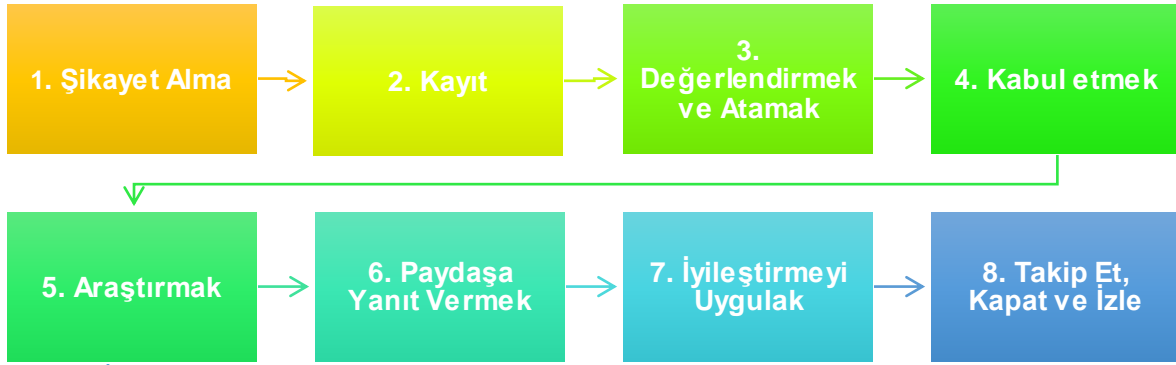 1. Şikayet Alma
2. Kayıt
3.
Değerlendirmek
ve Atamak
4. Kabul etmek
5. Araştırmak
6. Paydaşa
Yanıt Vermek
7. İyileştirmeyi
Uygulak
8. Takip Et,
Kapat ve İzle